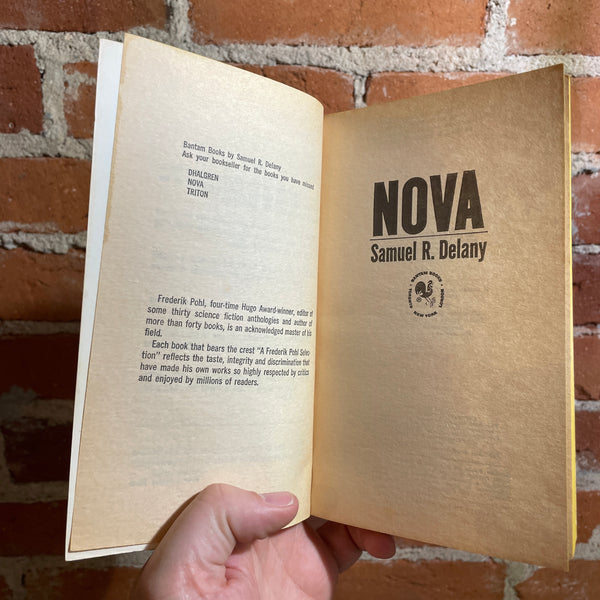 Bantam Books by Samuel R. Delany
Ask your bookseller for the books you have missed
DHALGREN
NOVA
TRITON
Frederik Pohl, four-time Hugo Award-winner, editor of
some thirty science fiction anthologies and author of
more than forty books, is an acknowledged master of his
field.
Each book that bears the crest "A Frederik Pohl Selec-
tion" reflects the taste, integrity and discrimination that
have made his own works so highly respected by critics
and enjoyed by millions of readers.
NOVA
Samuel R. Delany
TORONTO · BANTAM BOOKS · LONDON
NEW YORK